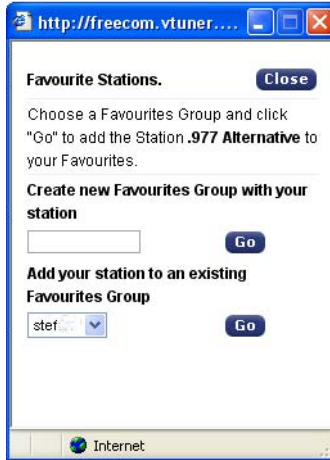 http://freecom.vtuner....
Favourite Stations.
Close
Choose a Favourites Group and click
"Go" to add the Station .977 Alternative to
your Favourites.
Create new Favourites Group with your
station
Go
Add your station to an existing
Favourites Group
stef
Go
Internet